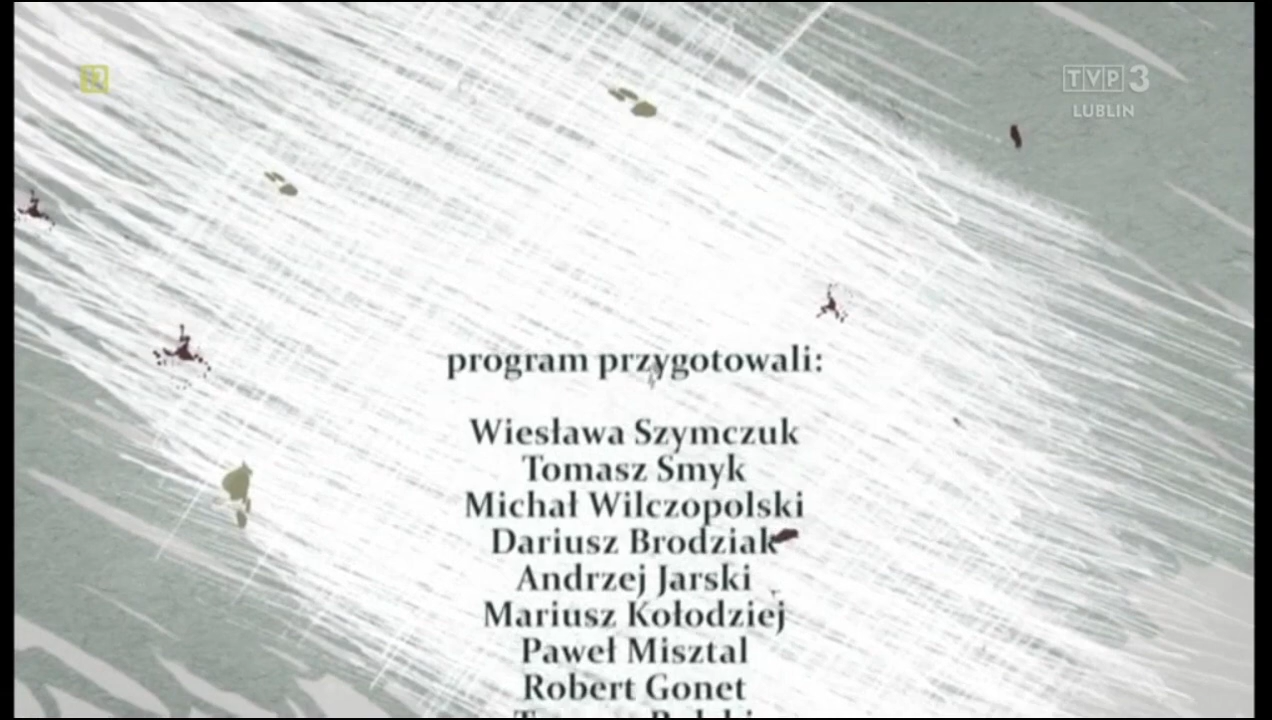 TVP 3
LUBLIN
program przygotowali:
Wiesława Szymczuk
Tomasz Smyk
Michał Wilczopolski
Dariusz Brodziak
Andrzej Jarski
Mariusz Kołodziej
Paweł Misztal
Robert Gonet